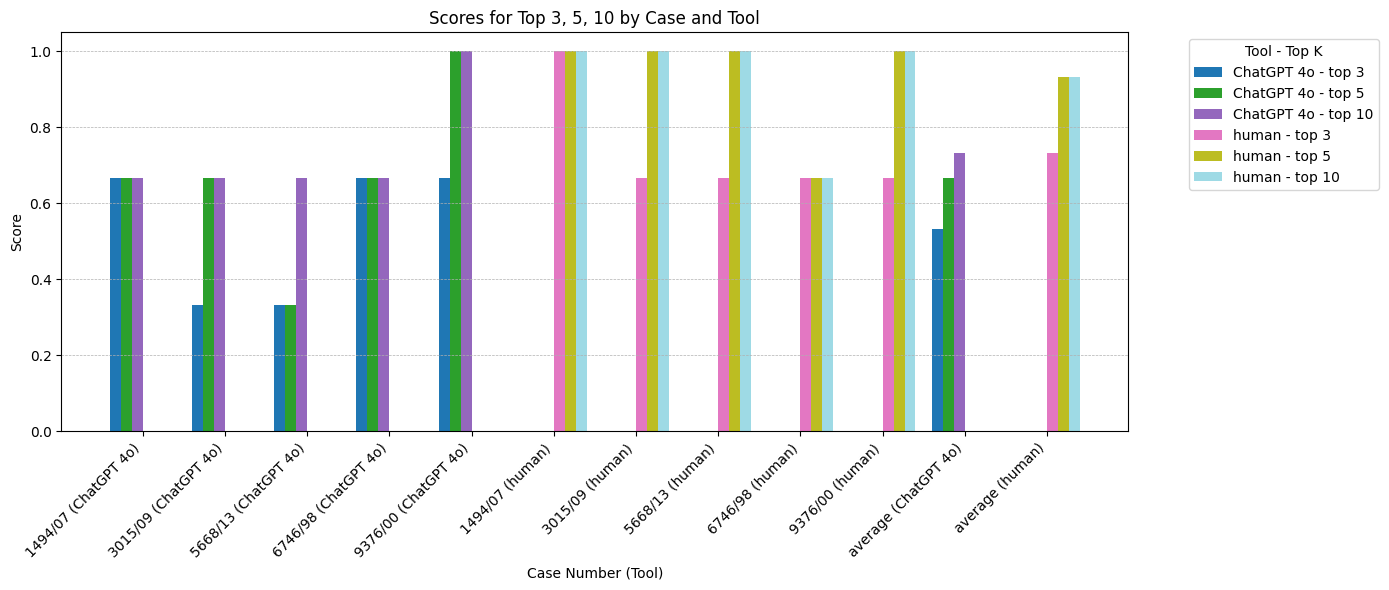 Scores for Top 3, 5, 10 by Case and Tool
Score
1.0
0.8
0.6
0.4
0.2
0.0
1494/07 (ChatGPT 4o)
3015/09 (ChatGPT 4o)
5668/13 (ChatGPT 4o)
6746/98 (ChatGPT 4o)
9376/00 (ChatGPT 4o)
1494/07 (human)
3015/09 (human)
5668/13 (human)
6746/98 (human)
9376/00 (human)
average (ChatGPT 4o)
average (human)
Case Number (Tool)
Tool - Top K
ChatGPT 4o - top 3
ChatGPT 4o - top 5
ChatGPT 4o - top 10
human - top 3
human - top 5
human - top 10